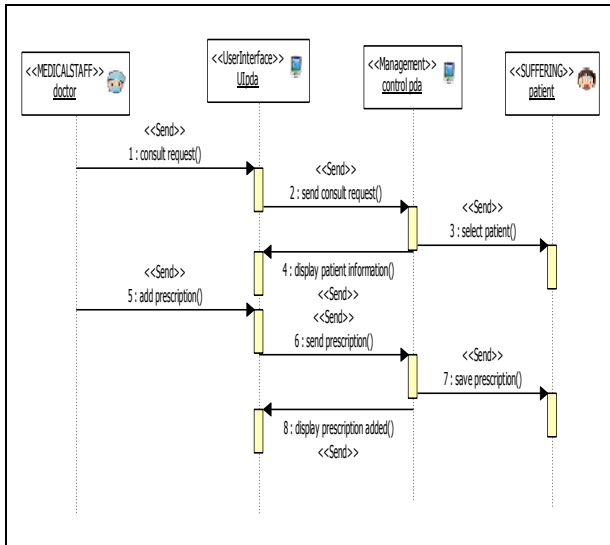 <<MEDICALSTAFF>>
doctor
<<UserInterface>>
UIpda
<<Management>>
control pda
<<SUFFERING>>
patient
<<Send>>
1 : consult request()
<<Send>>
2 : send consult request()
<<Send>>
3 : select patient()
4 : display patient information()
<<Send>>
<<Send>>
5 : add prescription()
<<Send>>
6 : send prescription()
<<Send>>
7 : save prescription()
8 : display prescription added()
<<Send>>